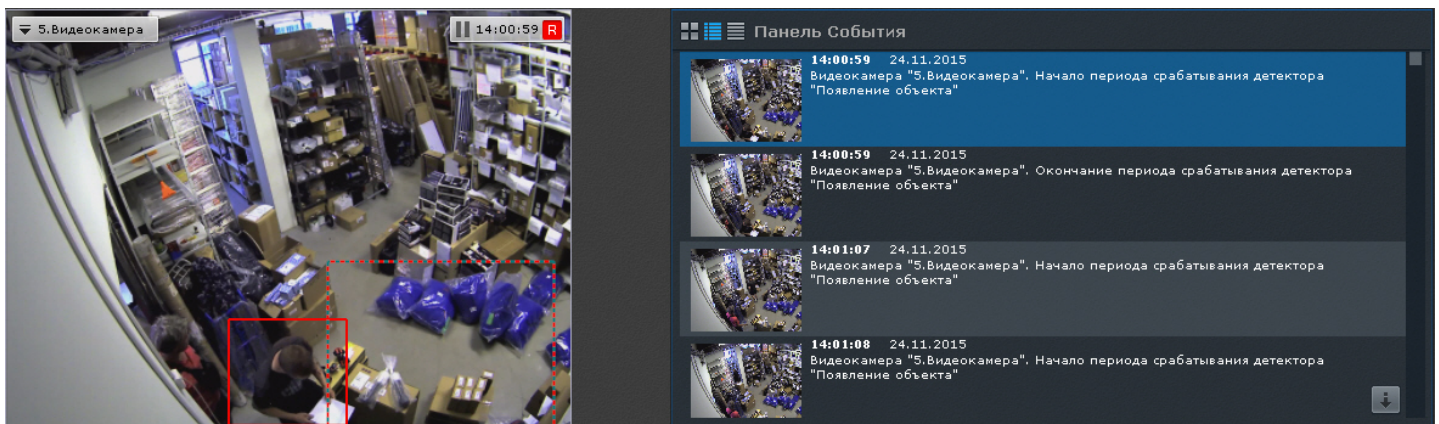 5.Видеокамера
14:00:59 R
Панель События
14:00:59 24.11.2015
Видеокамера "5.Видеокамера". Начало периода срабатывания детектора
"Появление объекта"
14:00:59 24.11.2015
Видеокамера "5.Видеокамера". Окончание периода срабатывания детектора
"Появление объекта"
14:01:07 24.11.2015
Видеокамера "5.Видеокамера". Начало периода срабатывания детектора
"Появление объекта"
14:01:08 24.11.2015
Видеокамера "5.Видеокамера". Начало периода срабатывания детектора
"Появление объекта"